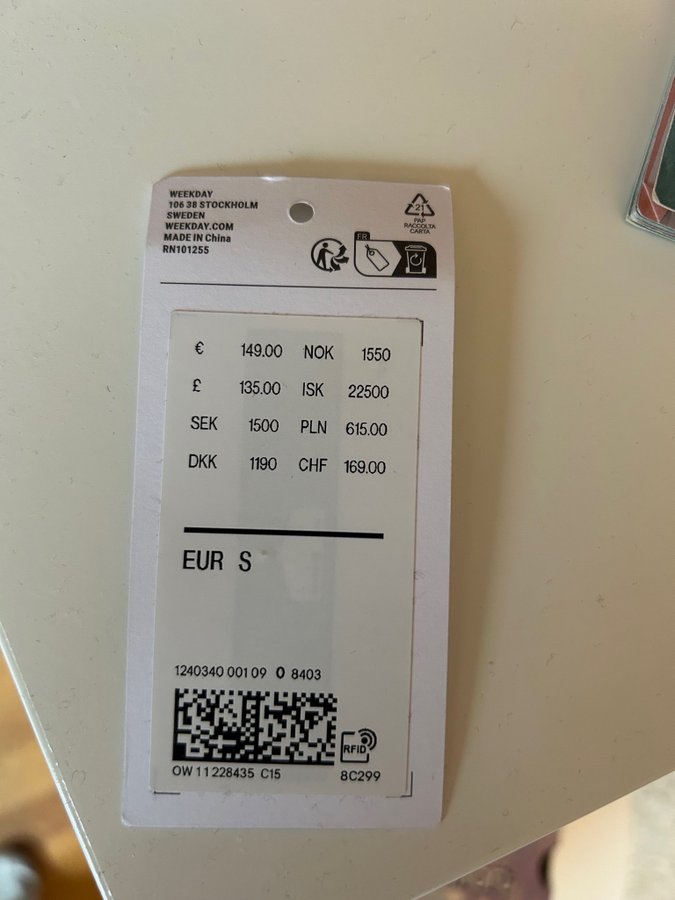 WEEKDAY
106 38 STOCKHOLM
SWEDEN
WEEKDAY.COM
MADE IN China
RN101255
21
PAP
RACCOLTA
CARTA
FR
€ 149.00 NOK 1550
£ 135.00 ISK 22500
SEK 1500 PLN 615.00
DKK 1190 CHF 169.00
EUR S
1240340 001 09 0 8403
RFID
OW 11 228435 C15 8C299